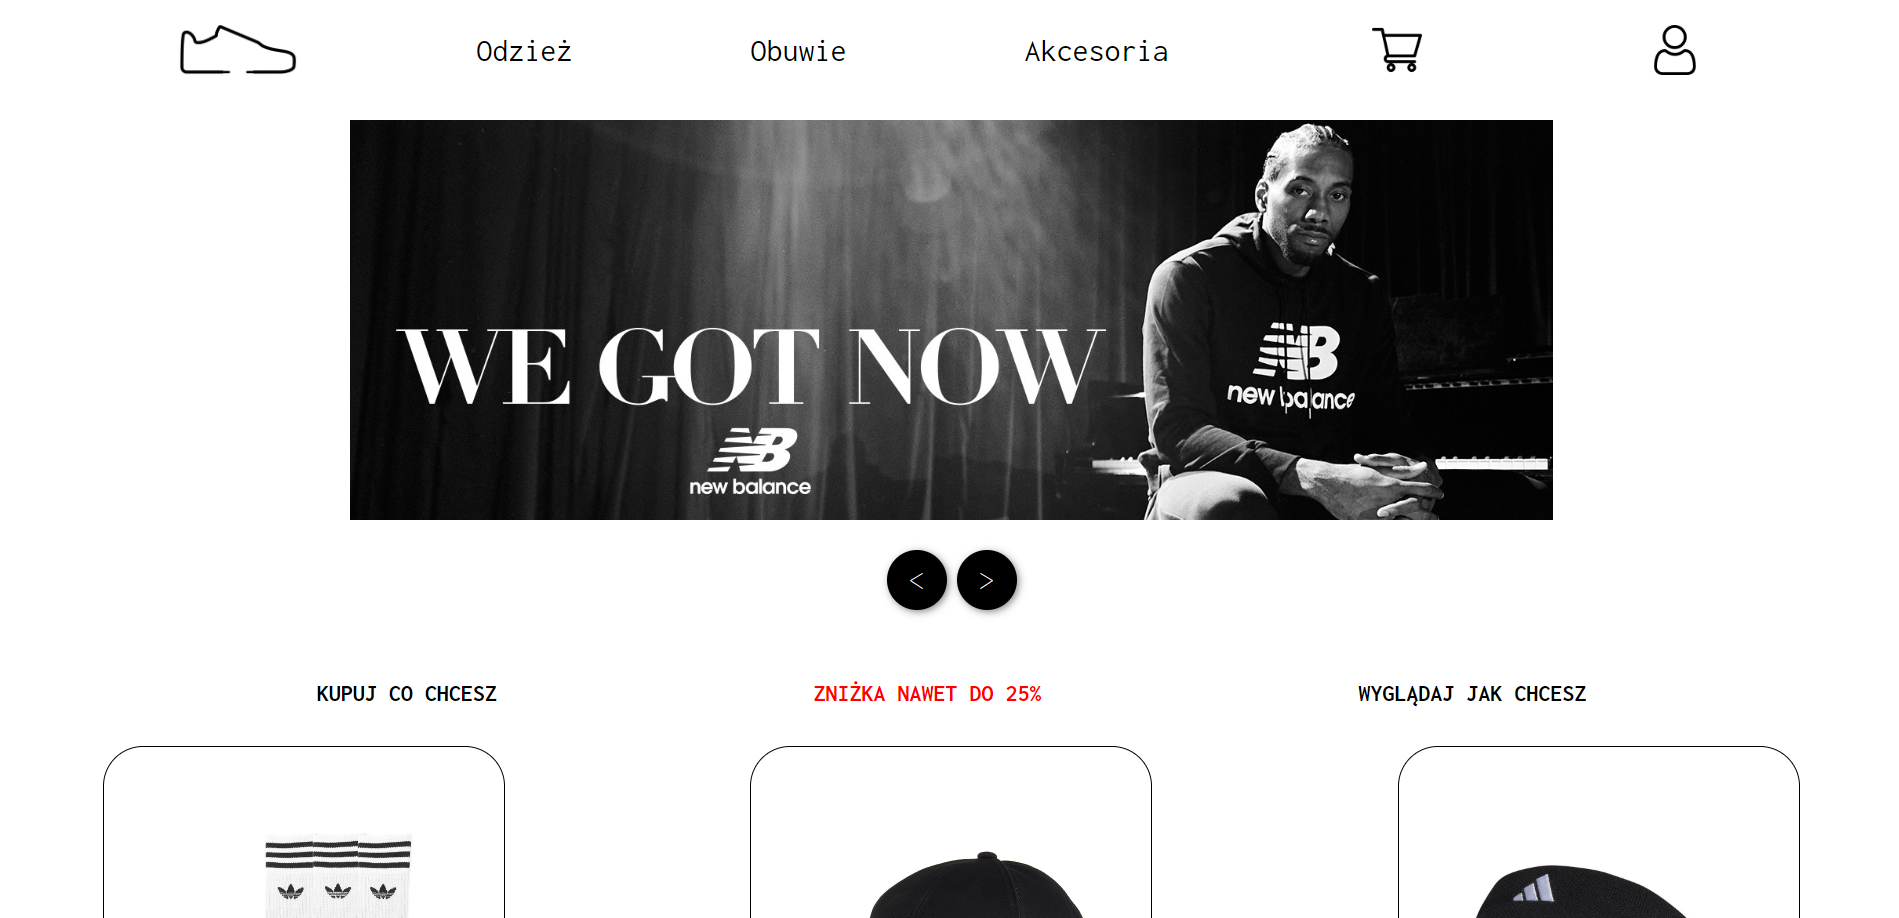 Odzież Obuwie Akcesoria
WE GOT NOW
new balance
new balance
< >
KUPUJ CO CHCESZ ZNIŻKA NAWET DO 25% WYGLĄDAJ JAK CHCESZ